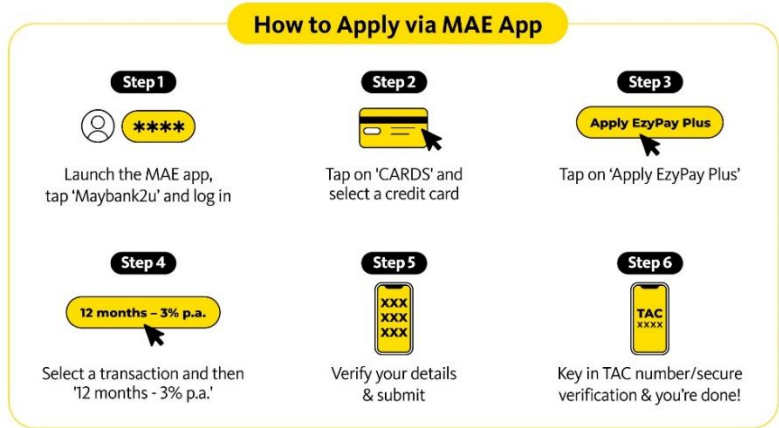 How to Apply via MAE App
Step 1
****
Launch the MAE app,
tap ‘Maybank2u’ and log in
Step 2
Tap on 'CARDS' and
select a credit card
Step 3
Apply EzyPay Plus
Tap on ‘Apply EzyPay Plus’
Step 4
12 months – 3% p.a.
Select a transaction and then
'12 months - 3% p.a.'
Step 5
XXX
XXX
XXX
Verify your details
& submit
Step 6
TAC
XXXX
Key in TAC number/secure
verification & you’re done!